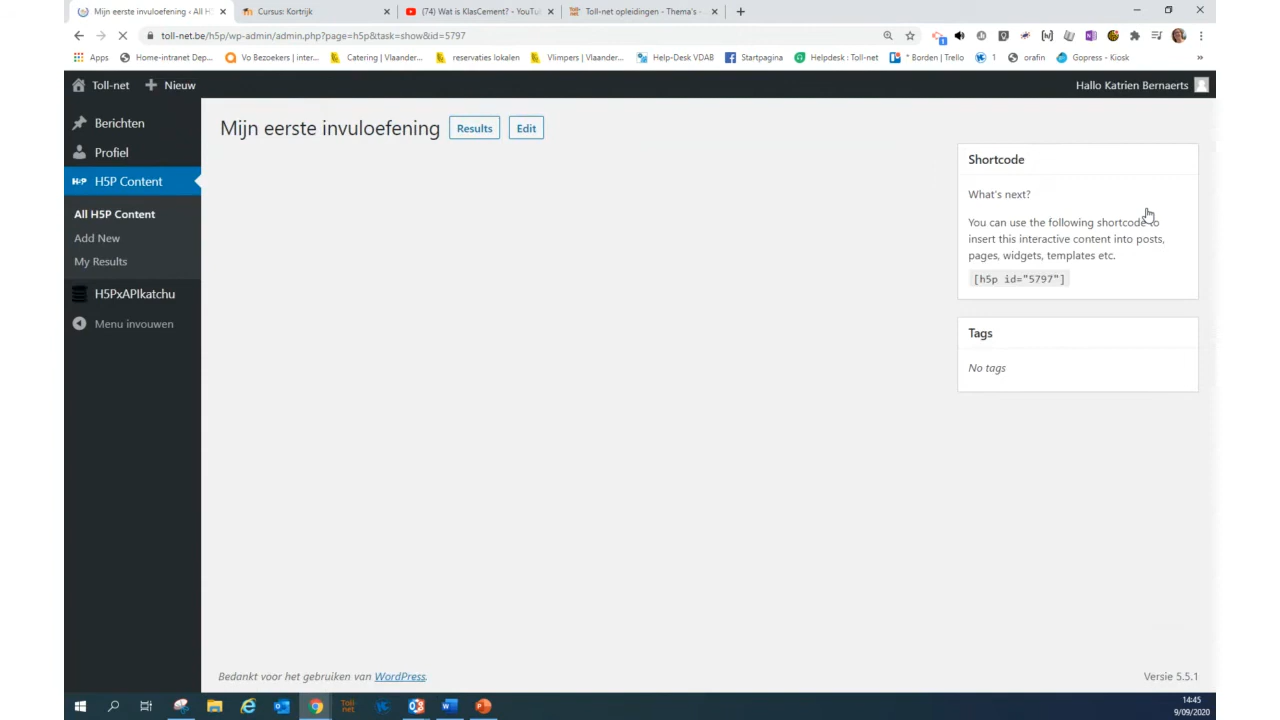 Mijn eerste invuloefening ‹ All H5
Cursus: Kortrijk
(74) Wat is KlasCement? - YouTu
Toll-net opleidingen - Thema's -
toll-net.be/h5p/wp-admin/admin.php?page=h5p&task=show&id=5797
Apps
Home-intranet Dep...
Vo Bezoekers | inter...
Catering | Vlaander...
reservaties lokalen
Vlimpers | Vlaander...
Help-Desk VDAB
Startpagina
Helpdesk : Toll-net
* Borden | Trello
1
orafin
Gopress - Kiosk
»
Toll-net
Nieuw
Hallo Katrien Bernaerts
Berichten
Profiel
H5P Content
All H5P Content
Add New
My Results
H5PxAPIkatchu
Menu invouwen
Mijn eerste invuloefening
Results
Edit
Shortcode
What's next?
You can use the following shortcode to
insert this interactive content into posts,
pages, widgets, templates etc.
[h5p id="5797"]
Tags
No tags
Bedankt voor het gebruiken van WordPress.
Versie 5.5.1
14:45
9/09/2020